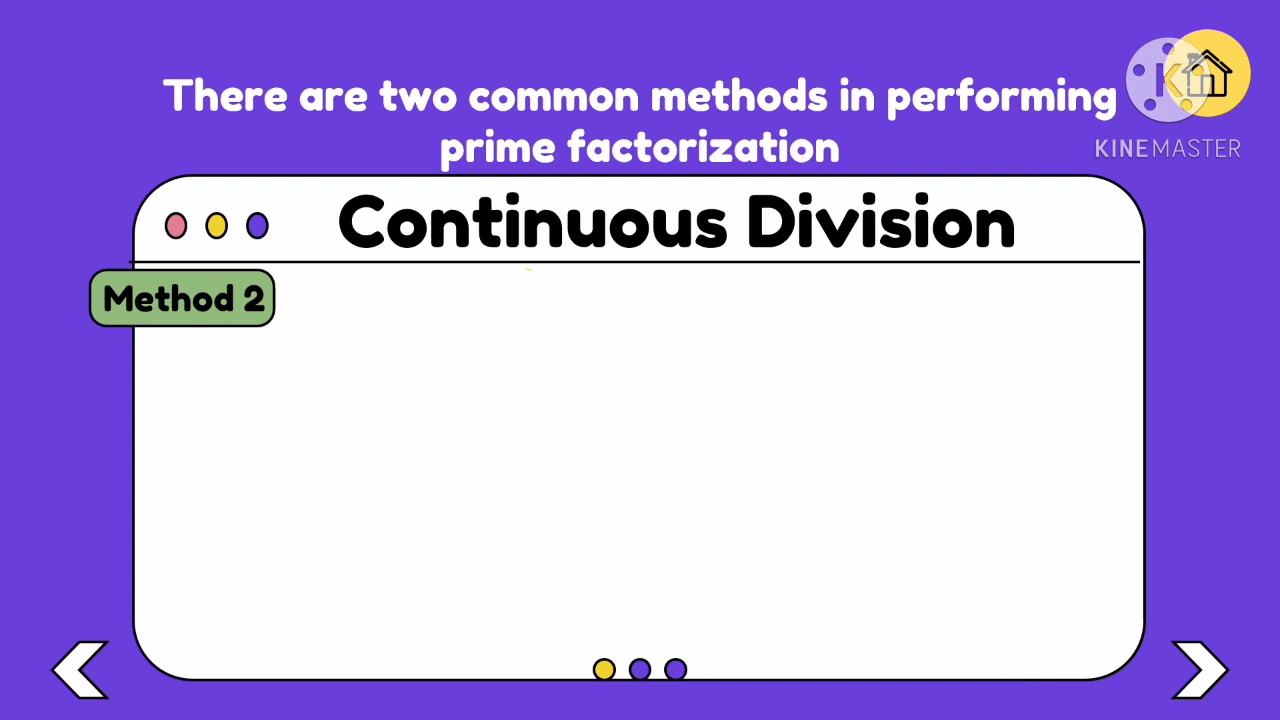 There are two common methods in performing
prime factorization
K
KINEMASTER
Continuous Division
Method 2